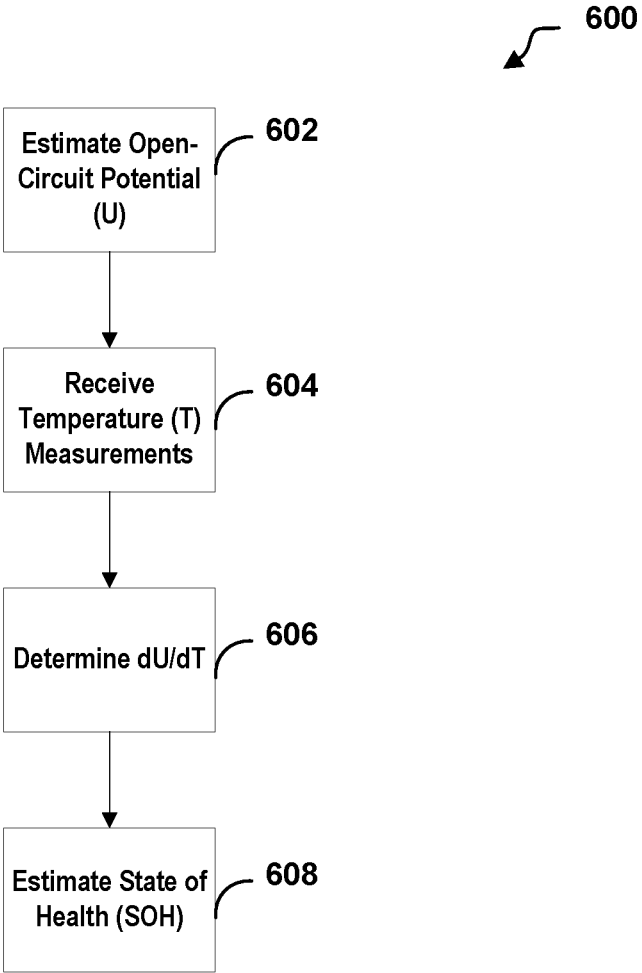 600
Estimate Open-
Circuit Potential
(U)
602
Receive
Temperature (T)
Measurements
604
Determine dU/dT
606
Estimate State of
Health (SOH)
608